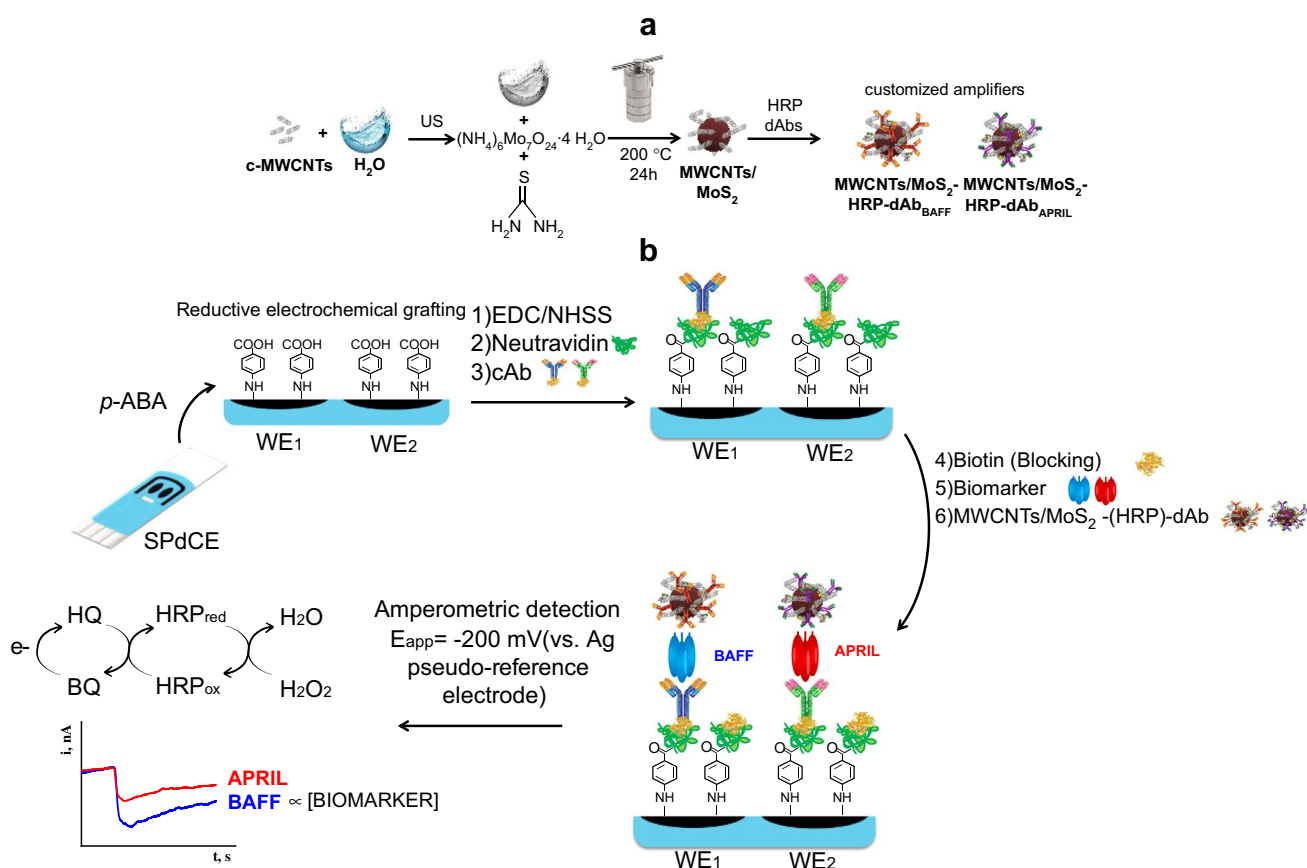 a
c-MWCNTs
+
H₂O
US
+
(NH₄)₆Mo₇O₂₄·4 H₂O
+
S
H₂N NH₂
200 °C
24h
MWCNTs/
MoS₂
HRP
dAbs
customized amplifiers
MWCNTs/MoS₂-
HRP-dAb_BAFF
MWCNTs/MoS₂-
HRP-dAb_APRIL
b
p-ABA
SPdCE
Reductive electrochemical grafting
COOH COOH COOH COOH
NH NH NH NH
WE1 WE2
1)EDC/NHSS
2)Neutravidin
3)cAb
O O O O
NH NH NH NH
WE1 WE2
4)Biotin (Blocking)
5)Biomarker
6)MWCNTs/MoS₂ -(HRP)-dAb
BAFF APRIL
O O O O
NH NH NH NH
WE1 WE2
Amperometric detection
Eapp= -200 mV(vs. Ag
pseudo-reference
electrode)
HQ HRPred H2O
e-
BQ HRPox H2O2
i, nA
APRIL
BAFF ∝ [BIOMARKER]
t, s